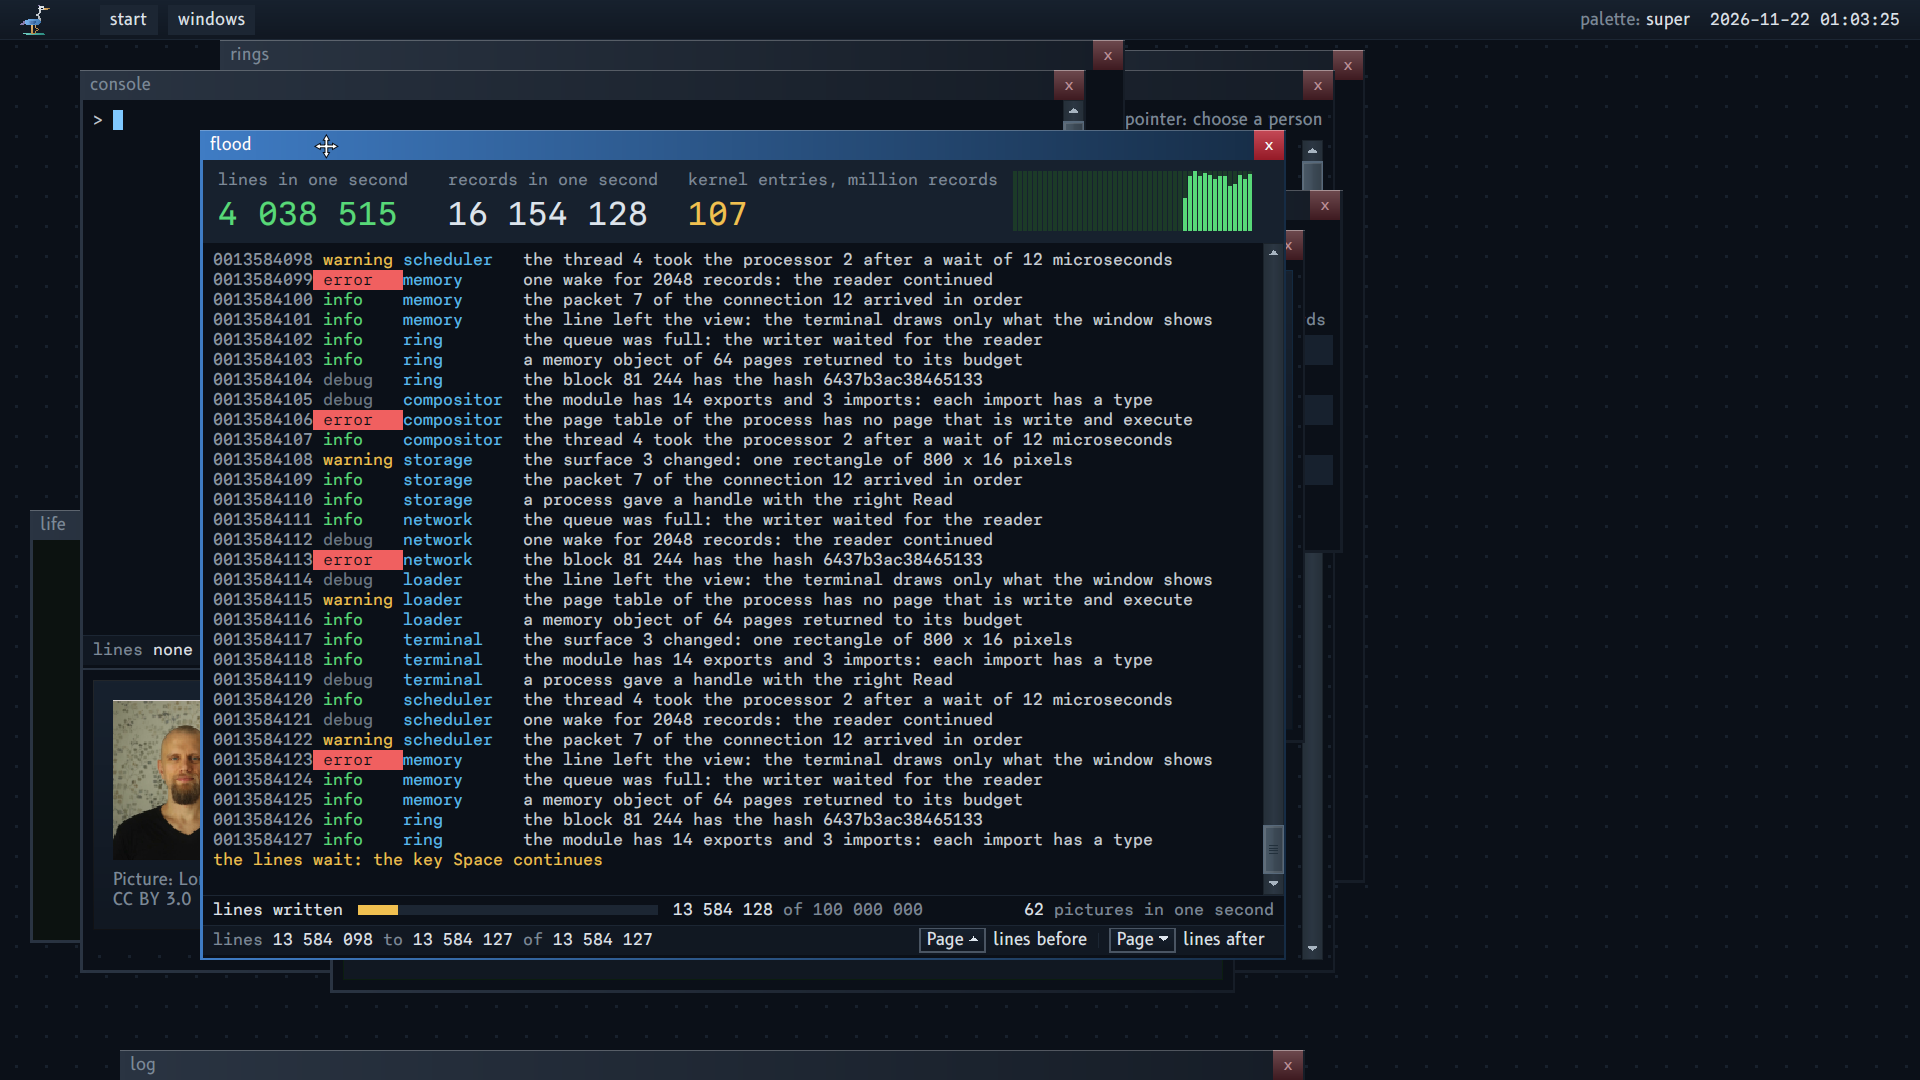 start windows palette: super 2026-11-22 01:03:25
rings x
x
console x
x
> 
pointer: choose a person
flood x
lines in one second records in one second kernel entries, million records
4 038 515 16 154 128 107
x
x
0013584098 warning scheduler the thread 4 took the processor 2 after a wait of 12 microseconds
0013584099 error memory one wake for 2048 records: the reader continued
0013584100 info memory the packet 7 of the connection 12 arrived in order
0013584101 info memory the line left the view: the terminal draws only what the window shows
ds
0013584102 info ring the queue was full: the writer waited for the reader
0013584103 info ring a memory object of 64 pages returned to its budget
0013584104 debug ring the block 81 244 has the hash 6437b3ac38465133
0013584105 debug compositor the module has 14 exports and 3 imports: each import has a type
0013584106 error compositor the page table of the process has no page that is write and execute
0013584107 info compositor the thread 4 took the processor 2 after a wait of 12 microseconds
0013584108 warning storage the surface 3 changed: one rectangle of 800 x 16 pixels
0013584109 info storage the packet 7 of the connection 12 arrived in order
0013584110 info storage a process gave a handle with the right Read
0013584111 info network the queue was full: the writer waited for the reader
life
0013584112 debug network one wake for 2048 records: the reader continued
0013584113 error network the block 81 244 has the hash 6437b3ac38465133
0013584114 debug loader the line left the view: the terminal draws only what the window shows
0013584115 warning loader the page table of the process has no page that is write and execute
0013584116 info loader a memory object of 64 pages returned to its budget
0013584117 info terminal the surface 3 changed: one rectangle of 800 x 16 pixels
lines none
0013584118 info terminal the module has 14 exports and 3 imports: each import has a type
0013584119 debug terminal a process gave a handle with the right Read
0013584120 info scheduler the thread 4 took the processor 2 after a wait of 12 microseconds
0013584121 debug scheduler one wake for 2048 records: the reader continued
0013584122 warning scheduler the packet 7 of the connection 12 arrived in order
0013584123 error memory the line left the view: the terminal draws only what the window shows
0013584124 info memory the queue was full: the writer waited for the reader
0013584125 info memory a memory object of 64 pages returned to its budget
0013584126 info ring the block 81 244 has the hash 6437b3ac38465133
0013584127 info ring the module has 14 exports and 3 imports: each import has a type
the lines wait: the key Space continues
Picture: Lo
CC BY 3.0
lines written 13 584 128 of 100 000 000 62 pictures in one second
lines 13 584 098 to 13 584 127 of 13 584 127 Page lines before Page lines after
log x